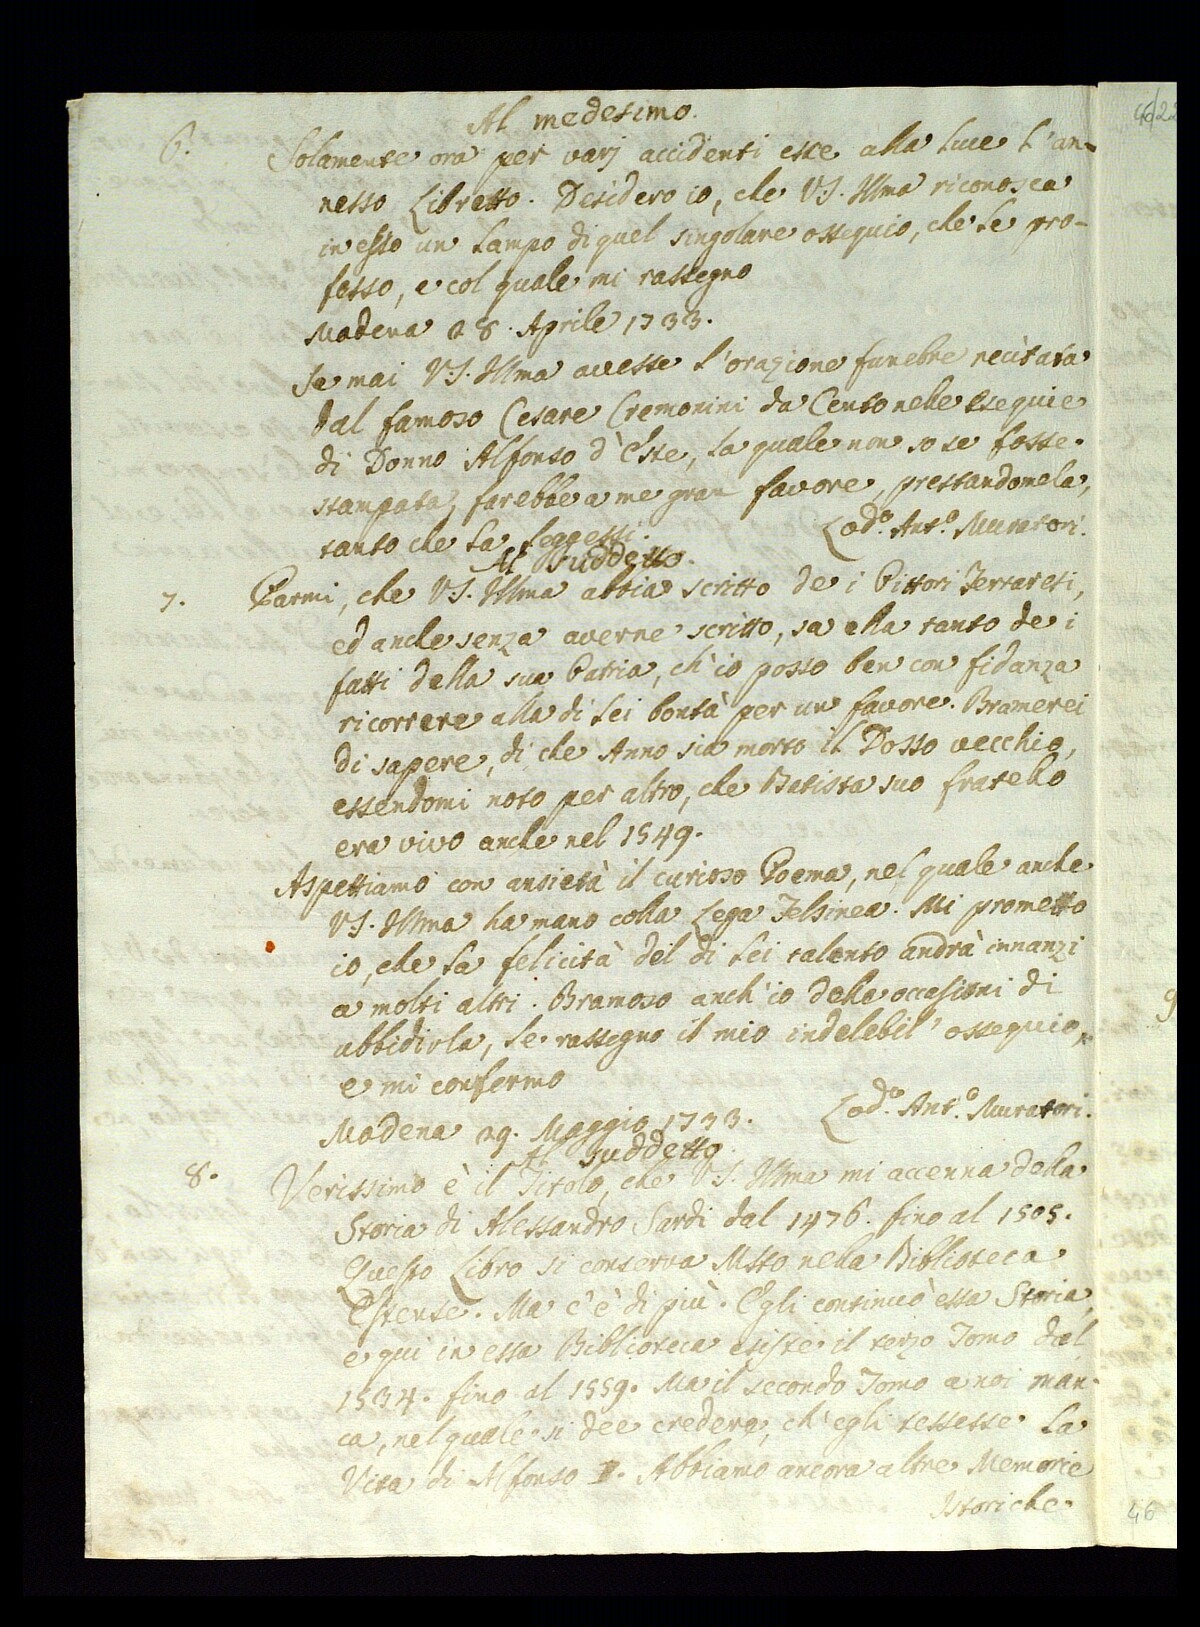 Al medesimo.
6. Solamente ora per varj accidenti esce alla luce l'an-
nesso Libretto. Desidero io, che V.S. Illma riconosca
in esso un lampo di quel singolare ossequio, che le pro-
fesso, e col quale mi rassegno
Modena 28. Aprile 1733.
Se mai V.S. Illma avesse l'orazione funebre recitata
dal famoso Cesare Cremonini da Cento nelle esequie
di Donno Alfonso d'Este, la quale non so se fosse
stampata, farebbe a me gran favore, prestandomela,
tanto che la leggessi. Lod.º Ant.º Muratori.
Al suddetto.
7. Parmi, che V.S. Illma abbia scritto de i Pittori Ferraresi,
ed anche senza averne scritto, sa ella tanto de i
fatti della sua Patria, ch'io posso ben con fidanza
ricorrere alla di lei bontà per un favore. Bramerei
di sapere, di che Anno sia morto il Dosso vecchio,
essendomi noto per altro, che Batista suo fratello
era vivo anche nel 1549.
Aspettiamo con ansietà il curioso Poema, nel quale anche
V.S. Illma ha mano colla Lega Felsinea. Mi prometto
io, che la felicità del di lei talento andrà innanzi
a molti altri. Bramoso anch'io delle occasioni di
ubbidirla, le rassegno il mio indelebil' ossequio,
e mi confermo
Modena 29. Maggio 1733. Lod.º Ant.º Muratori.
Al suddetto.
8. Verissimo è il Titolo, che V.S. Illma mi accenna della
Storia di Alessandro Sardi dal 1476. fino al 1505.
Questo Libro si conserva Msto nella Biblioteca
Estense. Ma c'è di più. Egli continuò essa Storia,
e qui in essa Biblioteca esiste il terzo Tomo dal
1534. fino al 1559. Ma il secondo Tomo a noi man-
ca, nel quale si dee credere, ch'egli tessesse la
Vita di Alfonso I. Abbiamo ancora altre Memorie
Istoriche
46